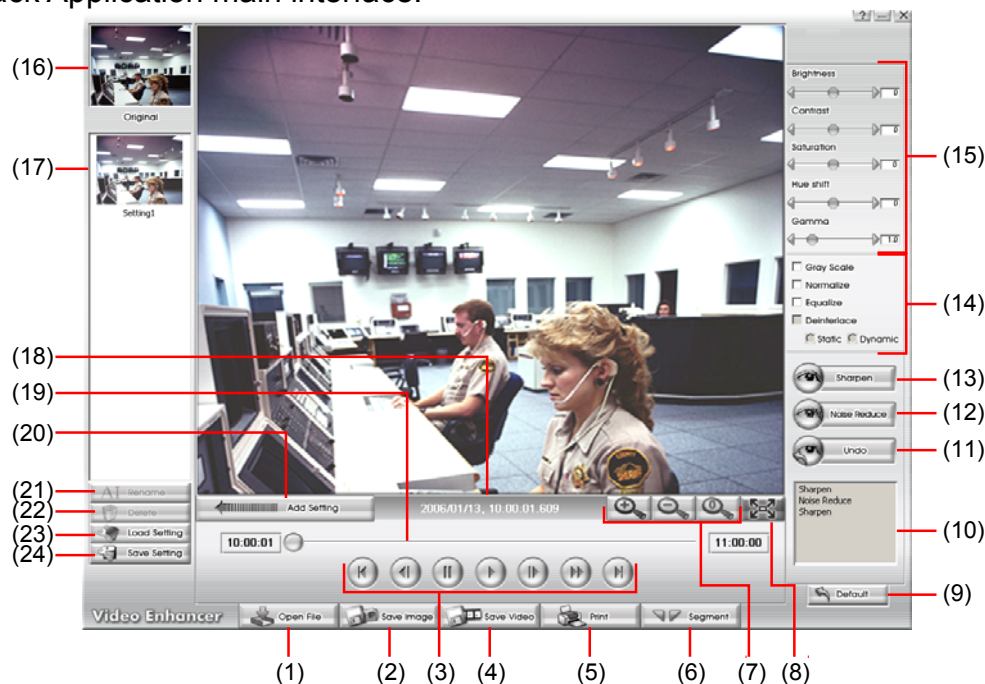 ck Application main interface.
? — X
(16)
Original
(17)
Setting1
Brightness
0
Contrast
0
Saturation
0
Hue shift
0
Gamma
1.0
(15)
Gray Scale
Normalize
Equalize
Deinterlace
Static Dynamic
(14)
(18)
(19)
(20)
Sharpen
(13)
Noise Reduce
(12)
Undo
(11)
(21)
AI Rename
(22)
Delete
(23)
Load Setting
(24)
Save Setting
Add Setting
2006/01/13, 10.00.01.609
10:00:01
11:00:00
Sharpen
Noise Reduce
Sharpen
(10)
Default
(9)
Video Enhancer
Open File
Save Image
Save Video
Print
Segment
(1) (2) (3) (4) (5) (6) (7) (8)
SHERIFF